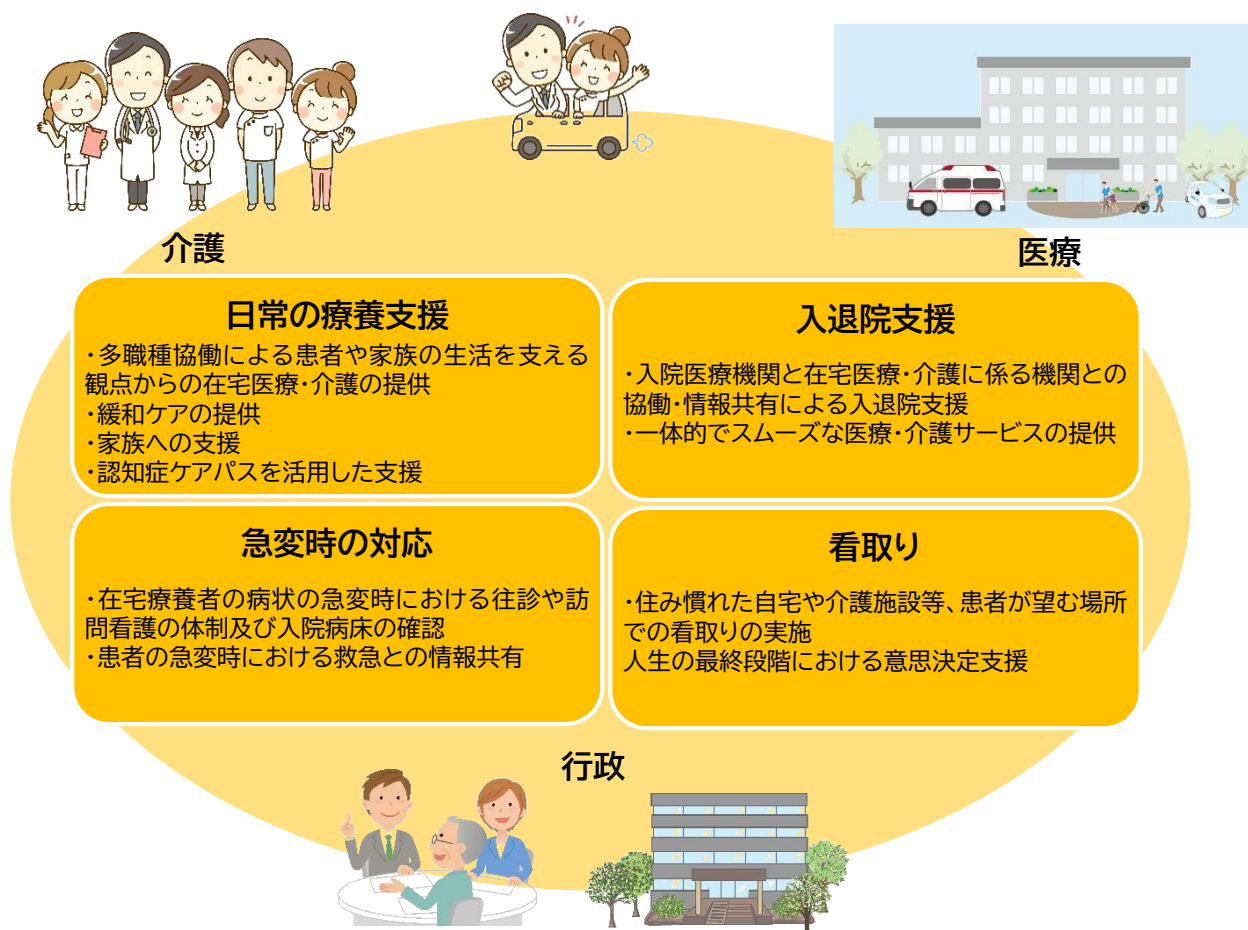 介護
医療
日常の療養支援
・多職種協働による患者や家族の生活を支える
観点からの在宅医療・介護の提供
・緩和ケアの提供
・家族への支援
・認知症ケアパスを活用した支援
入退院支援
・入院医療機関と在宅医療・介護に係る機関との
協働・情報共有による入退院支援
・一体的でスムーズな医療・介護サービスの提供
急変時の対応
・在宅療養者の病状の急変時における往診や訪
問看護の体制及び入院病床の確認
・患者の急変時における救急との情報共有
看取り
・住み慣れた自宅や介護施設等、患者が望む場所
での看取りの実施
人生の最終段階における意思決定支援
行政